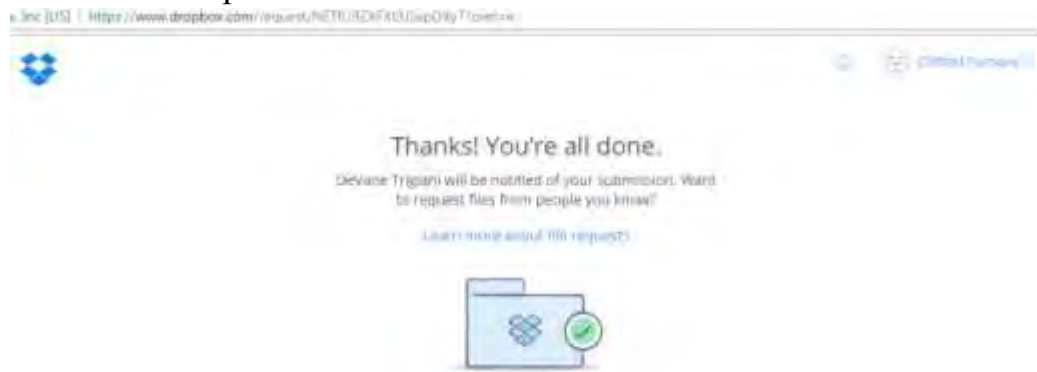 Inc [US] https://www.dropbox.com/request/
Thanks! You're all done.
DeVane Trigiani will be notified of your submission. Want
to request files from people you know?
Learn more about file requests